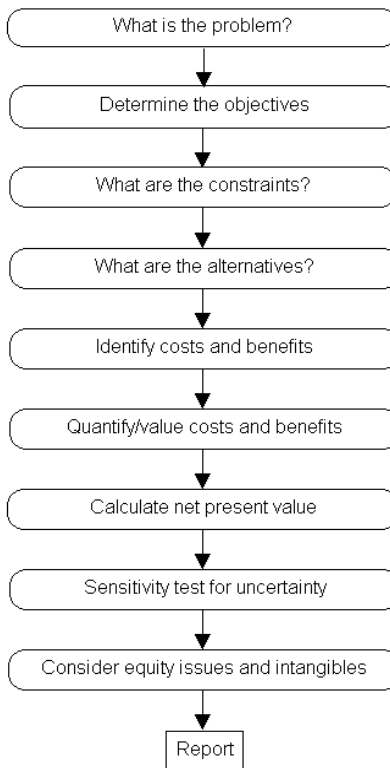 What is the problem?
Determine the objectives
What are the constraints?
What are the alternatives?
Identify costs and benefits
Quantify/value costs and benefits
Calculate net present value
Sensitivity test for uncertainty
Consider equity issues and intangibles
Report